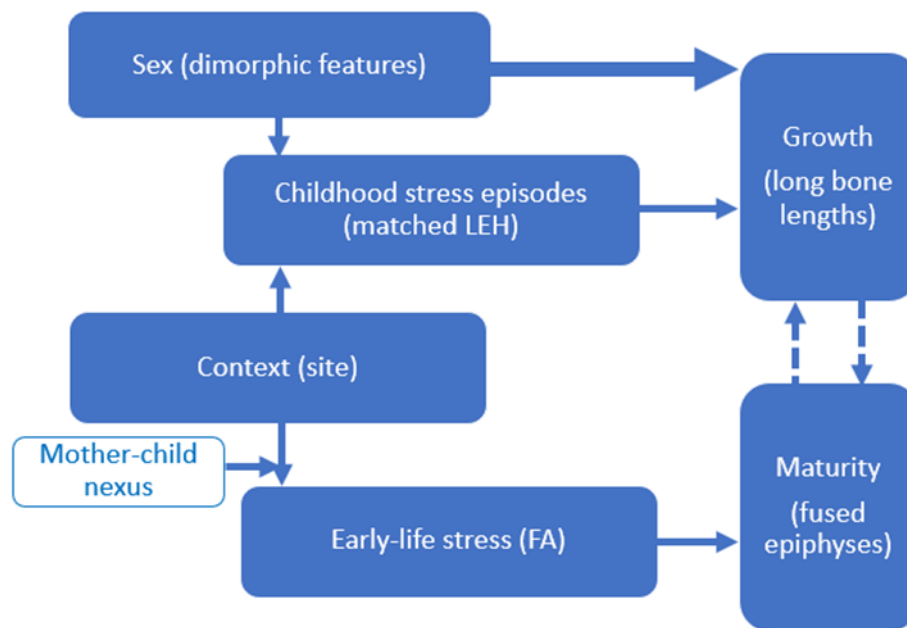 Sex (dimorphic features)
Growth
(long bone
lengths)
Childhood stress episodes
(matched LEH)
Context (site)
Mother-child
nexus
Maturity
(fused
epiphyses)
Early-life stress (FA)